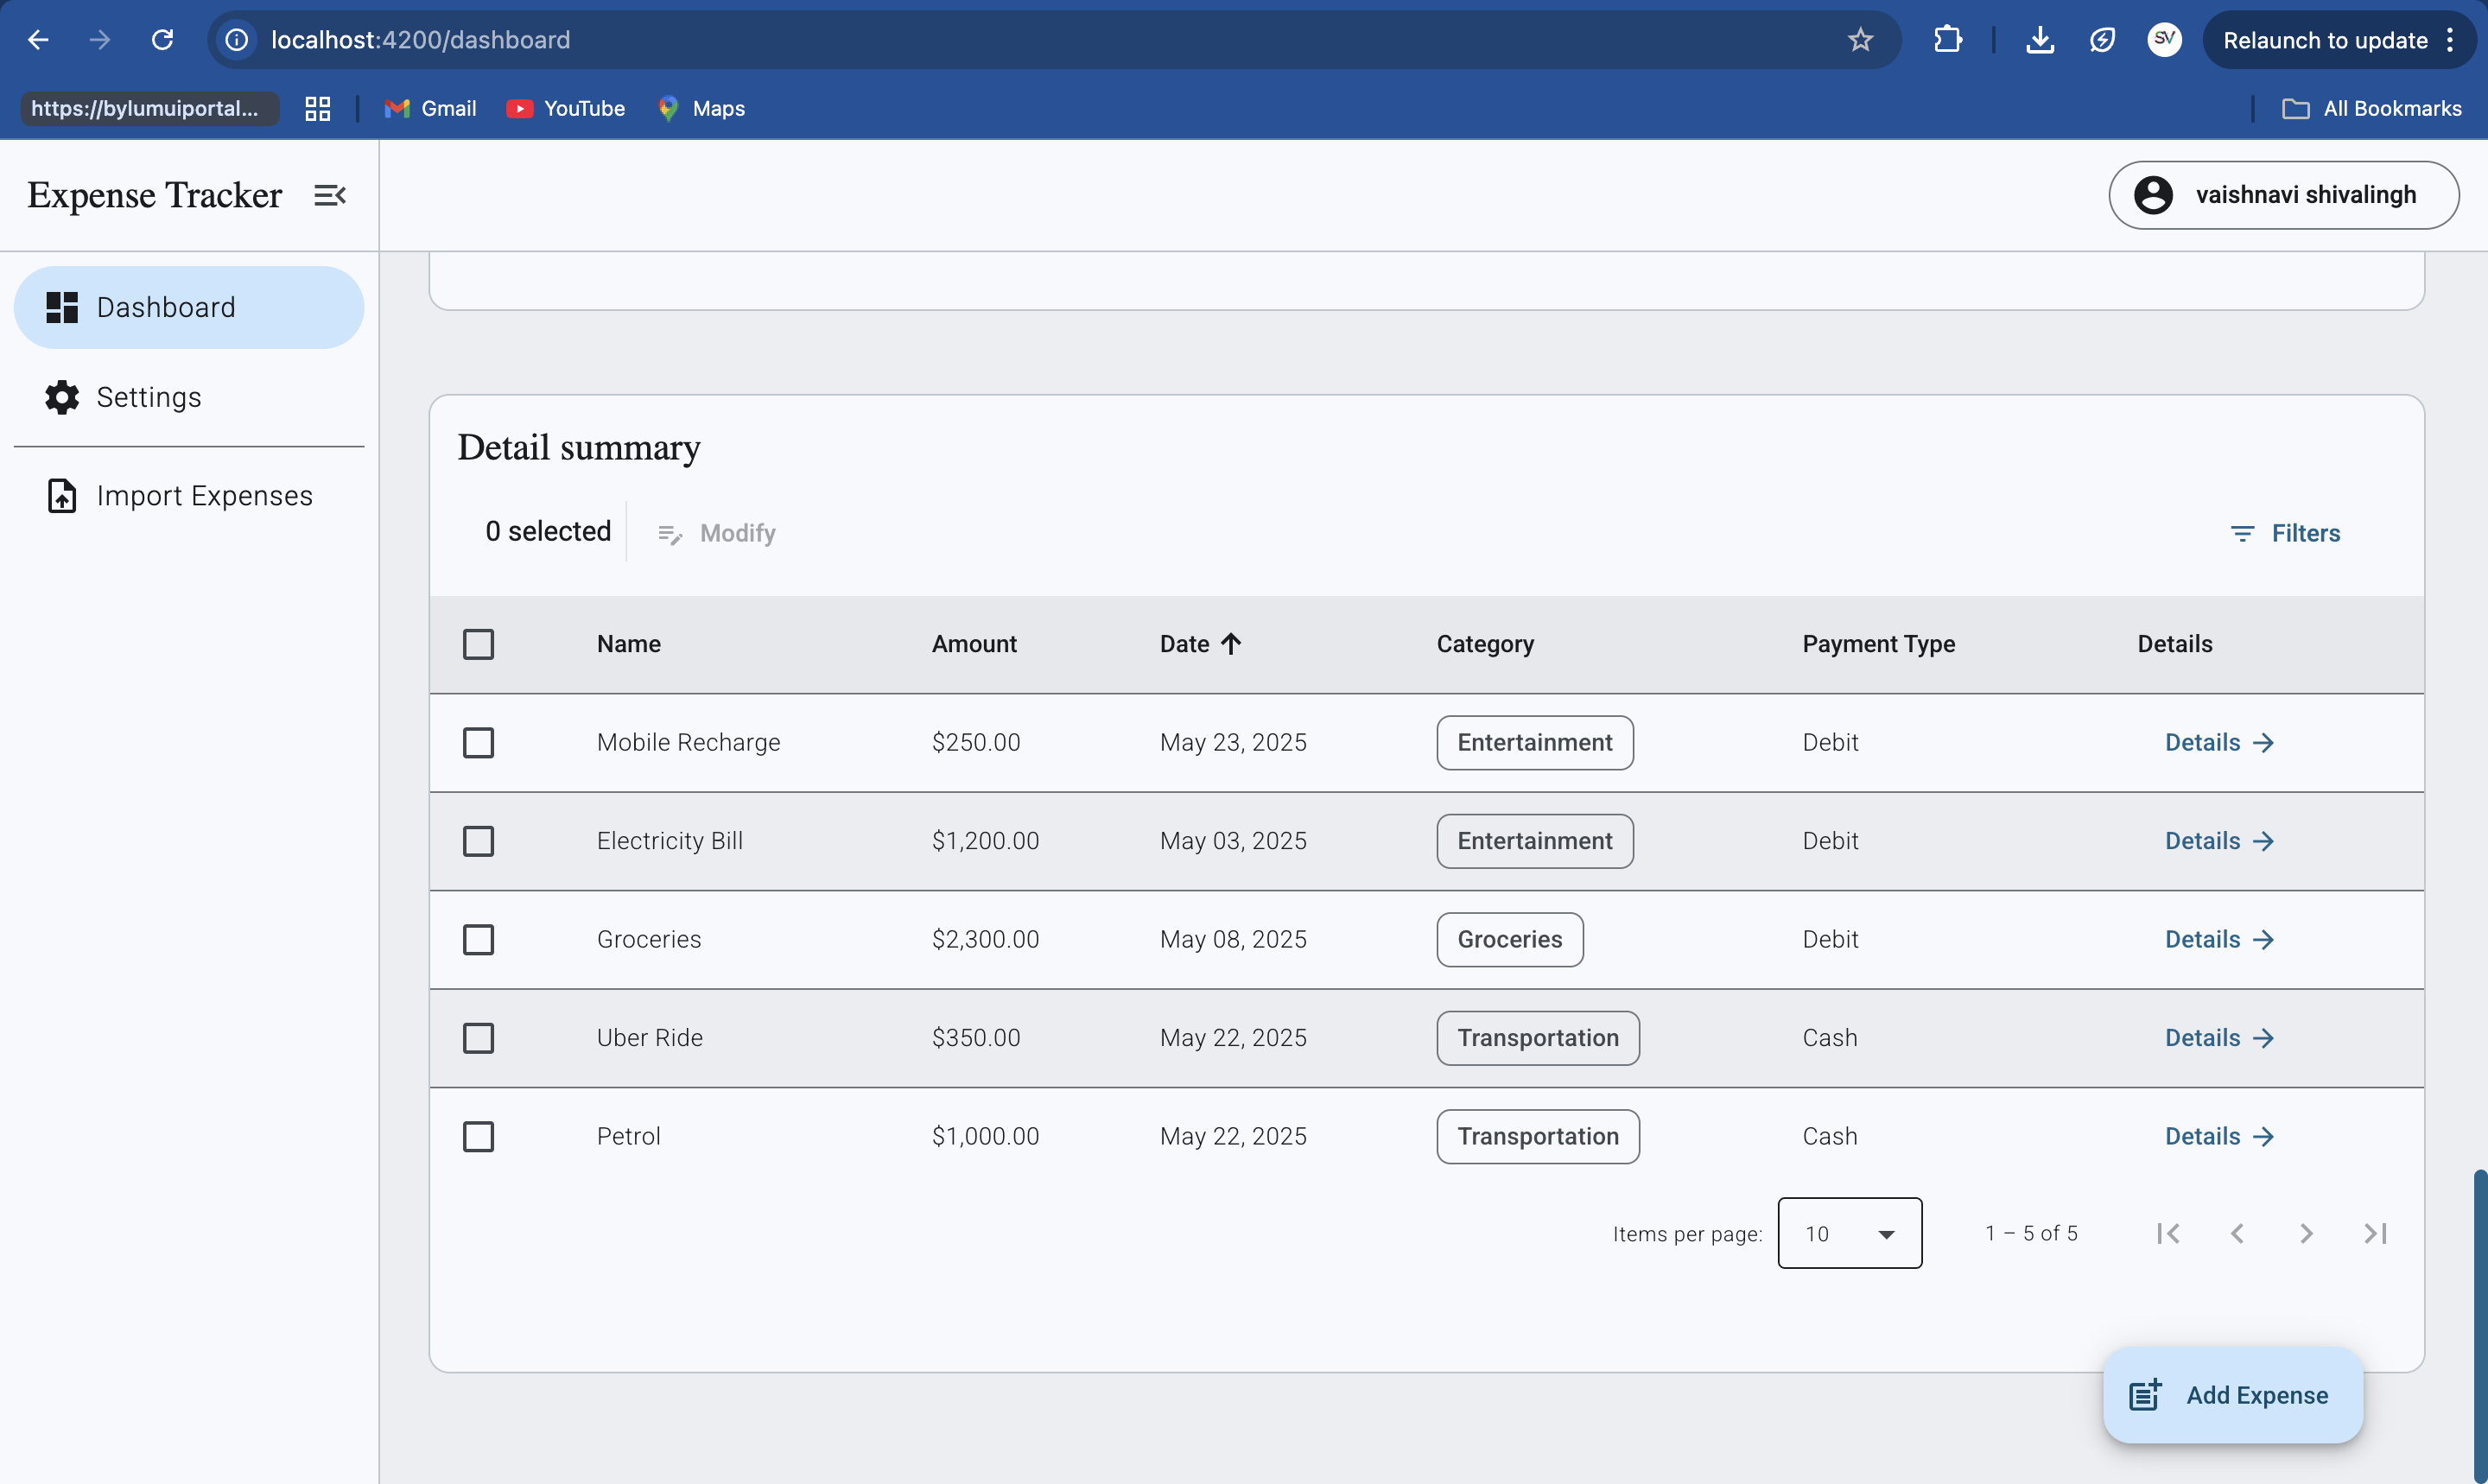 localhost:4200/dashboard
SV
Relaunch to update
https://bylumuiportal...
Gmail
YouTube
Maps
All Bookmarks
Expense Tracker
vaishnavi shivalingh
Dashboard
Settings
Import Expenses
Detail summary
0 selected
Modify
Filters
Name Amount Date Category Payment Type Details
Mobile Recharge $250.00 May 23, 2025 Entertainment Debit Details
Electricity Bill $1,200.00 May 03, 2025 Entertainment Debit Details
Groceries $2,300.00 May 08, 2025 Groceries Debit Details
Uber Ride $350.00 May 22, 2025 Transportation Cash Details
Petrol $1,000.00 May 22, 2025 Transportation Cash Details
Items per page: 10 1 – 5 of 5
Add Expense